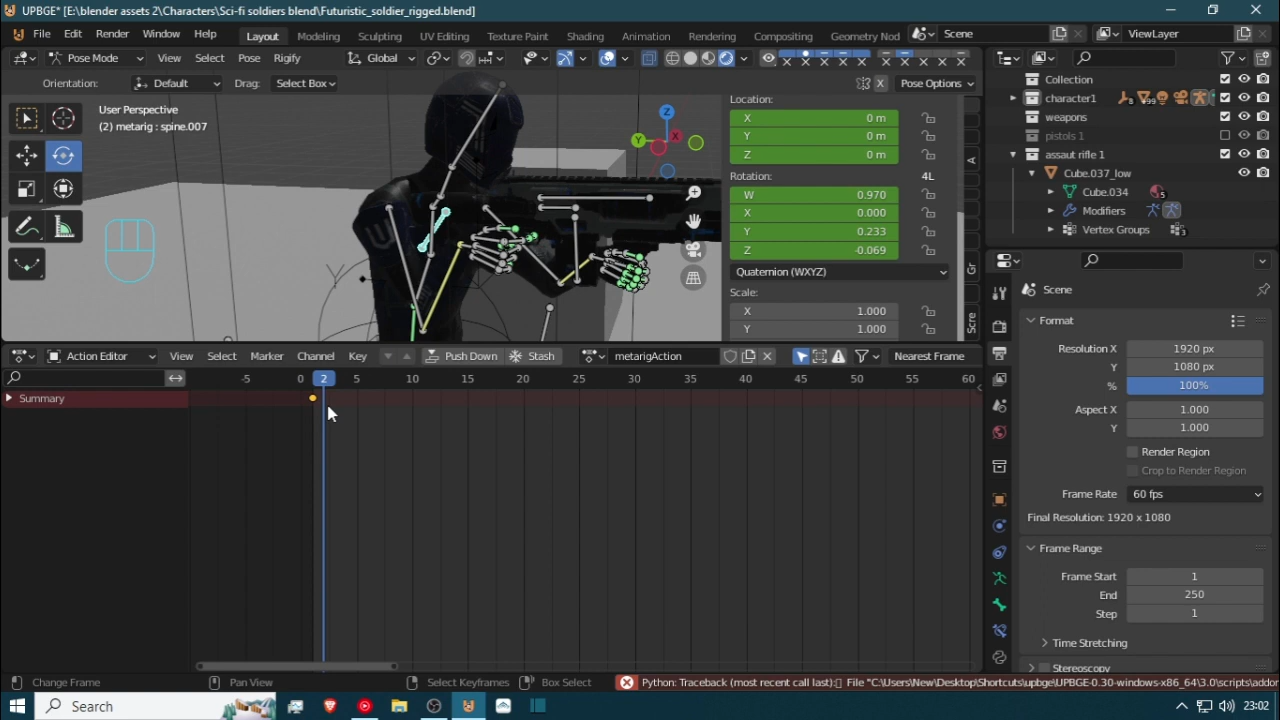 UPBGE* [E:\blender assets 2\Characters\Sci-fi soldiers blend\Futuristic_soldier_rigged.blend]
File Edit Render Window Help Layout Modeling Sculpting UV Editing Texture Paint Shading Animation Rendering Compositing Geometry Nod Scene ViewLayer
Pose Mode View Select Pose Rigify Global
Orientation: Default Drag: Select Box Pose Options
User Perspective
(2) metarig : spine.007
Z
Y
X
Location:
X 0 m
Y 0 m
Z 0 m
Rotation: 4L
W 0.970
X 0.000
Y 0.233
Z -0.069
Quaternion (WXYZ)
Scale:
X 1.000
Y 1.000
A
Gr
Scre
Collection
character1
8
99
weapons
pistols 1
assaut rifle 1
Cube.037_low
Cube.034
5
Modifiers
Vertex Groups
3
Scene
Format
Resolution X 1920 px
Y 1080 px
% 100%
Aspect X 1.000
Y 1.000
Render Region
Crop to Render Region
Frame Rate 60 fps
Final Resolution: 1920 x 1080
Frame Range
Frame Start 1
End 250
Step 1
Time Stretching
Stereoscopy
Action Editor View Select Marker Channel Key Push Down Stash metarigAction Nearest Frame
-5 0 2 5 10 15 20 25 30 35 40 45 50 55 60
Summary
Change Frame Pan View Select Keyframes Box Select Python: Traceback (most recent call last): File "C:\Users\New\Desktop\Shortcuts\upbge\UPBGE-0.30-windows-x86_64\3.0\scripts\addor
Search 23:02